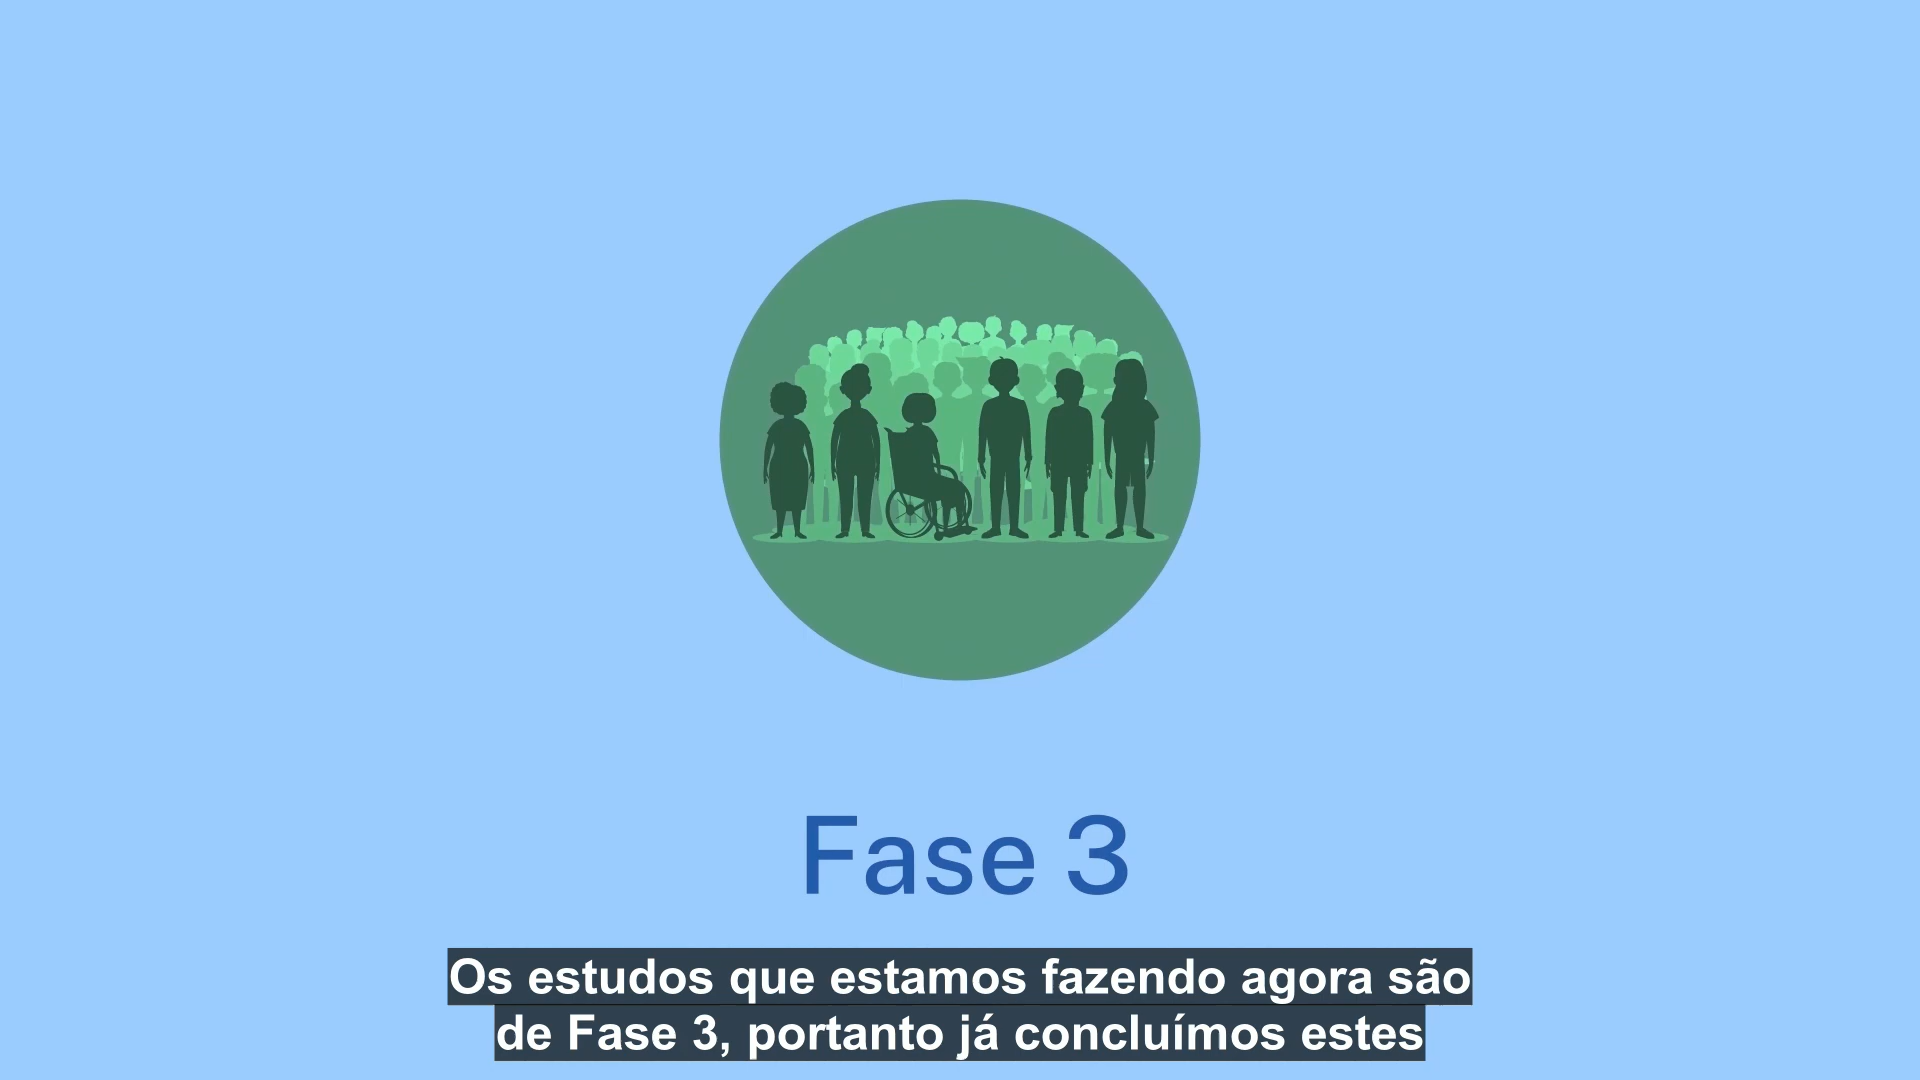 Fase 3
Os estudos que estamos fazendo agora são
de Fase 3, portanto já concluímos estes